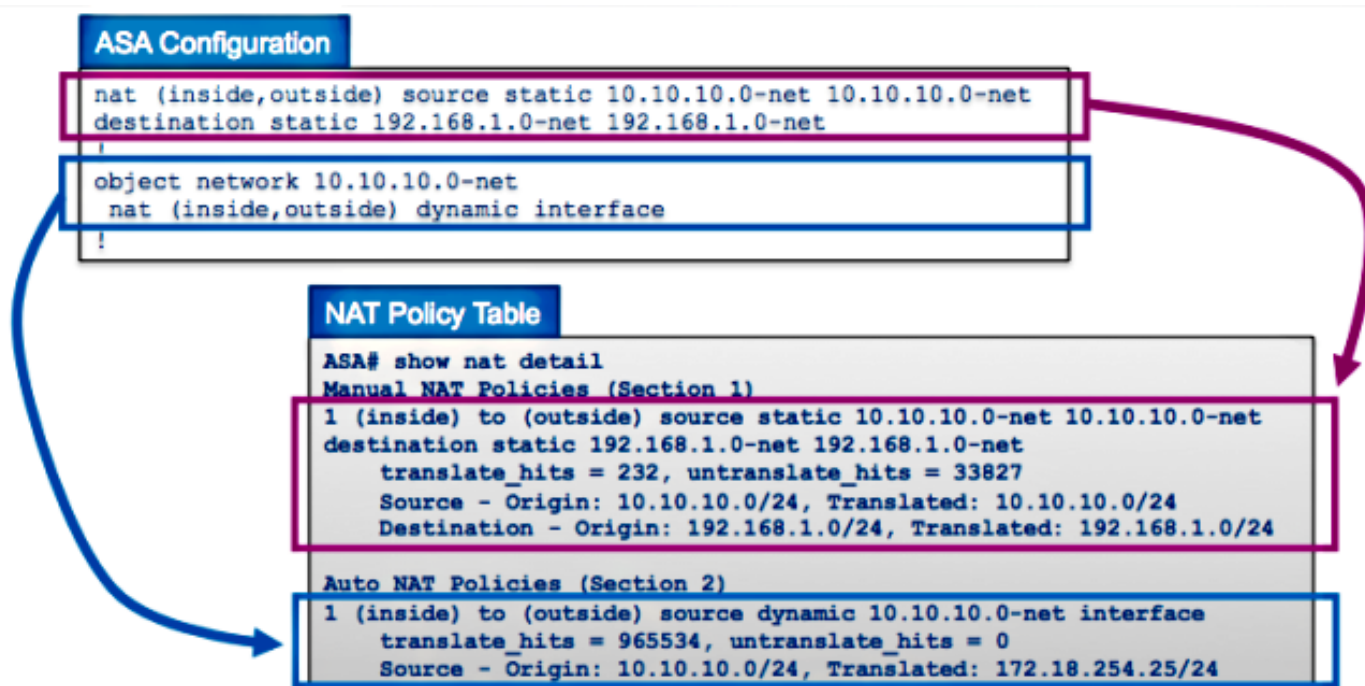 ASA Configuration
nat (inside,outside) source static 10.10.10.0-net 10.10.10.0-net
destination static 192.168.1.0-net 192.168.1.0-net
!
object network 10.10.10.0-net
 nat (inside,outside) dynamic interface
!
NAT Policy Table
ASA# show nat detail
Manual NAT Policies (Section 1)
1 (inside) to (outside) source static 10.10.10.0-net 10.10.10.0-net
destination static 192.168.1.0-net 192.168.1.0-net
    translate_hits = 232, untranslate_hits = 33827
    Source - Origin: 10.10.10.0/24, Translated: 10.10.10.0/24
    Destination - Origin: 192.168.1.0/24, Translated: 192.168.1.0/24
Auto NAT Policies (Section 2)
1 (inside) to (outside) source dynamic 10.10.10.0-net interface
    translate_hits = 965534, untranslate_hits = 0
    Source - Origin: 10.10.10.0/24, Translated: 172.18.254.25/24